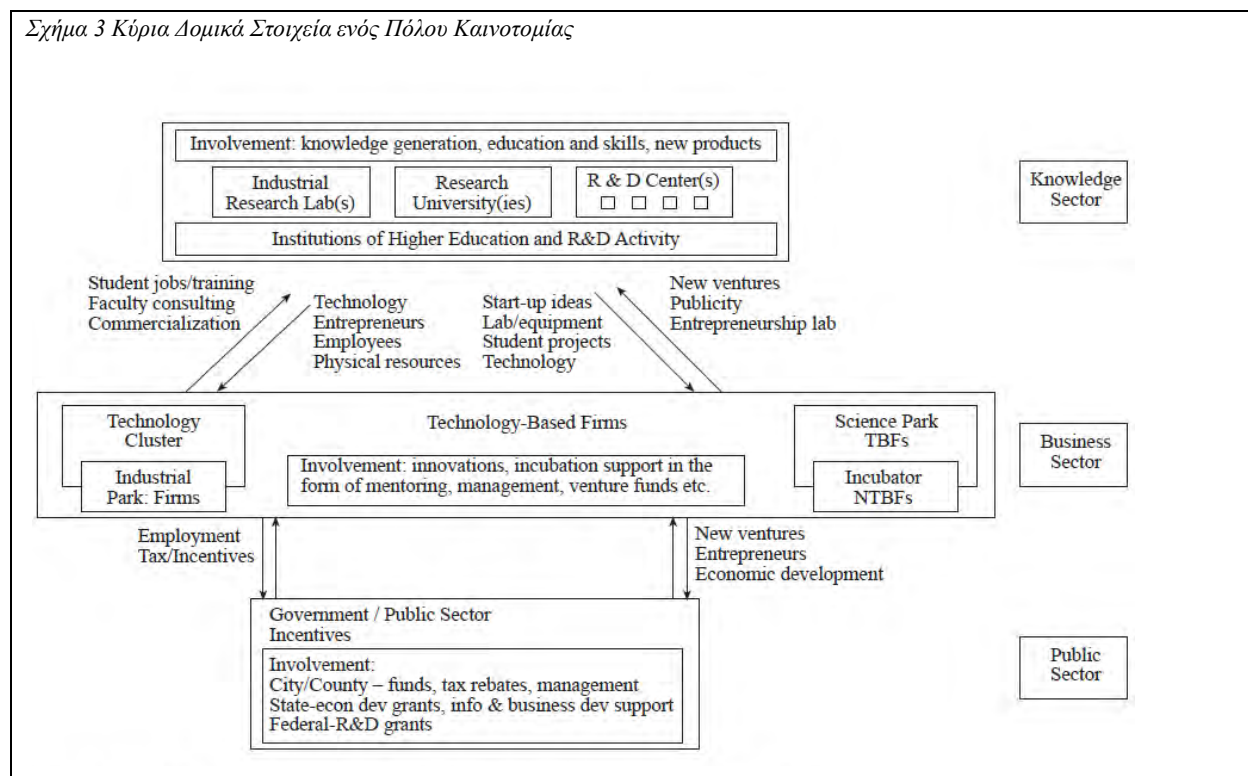 Σχήμα 3 Κύρια Δομικά Στοιχεία ενός Πόλου Καινοτομίας
Involvement: knowledge generation, education and skills, new products
Industrial
Research Lab(s)
Research
University(ies)
R & D Center(s)
Institutions of Higher Education and R&D Activity
Knowledge
Sector
Student jobs/training
Faculty consulting
Commercialization
Technology
Entrepreneurs
Employees
Physical resources
Start-up ideas
Lab/equipment
Student projects
Technology
New ventures
Publicity
Entrepreneurship lab
Technology
Cluster
Industrial
Park: Firms
Technology-Based Firms
Involvement: innovations, incubation support in the
form of mentoring, management, venture funds etc.
Science Park
TBFs
Incubator
NTBFs
Business
Sector
Employment
Tax/Incentives
New ventures
Entrepreneurs
Economic development
Government / Public Sector
Incentives
Involvement:
City/County – funds, tax rebates, management
State-econ dev grants, info & business dev support
Federal-R&D grants
Public
Sector